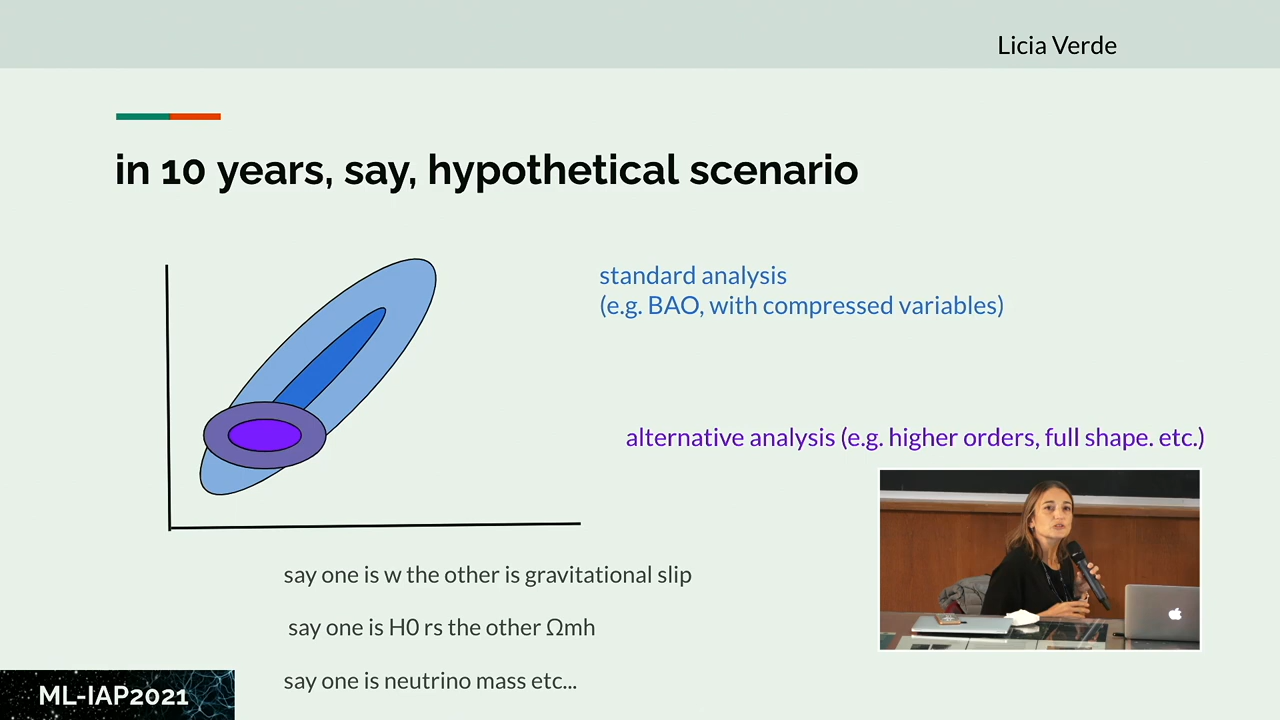 Licia Verde
in 10 years, say, hypothetical scenario
standard analysis
(e.g. BAO, with compressed variables)
alternative analysis (e.g. higher orders, full shape. etc.)
say one is w the other is gravitational slip
say one is H0 rs the other Ωmh
say one is neutrino mass etc...
ML-IAP2021